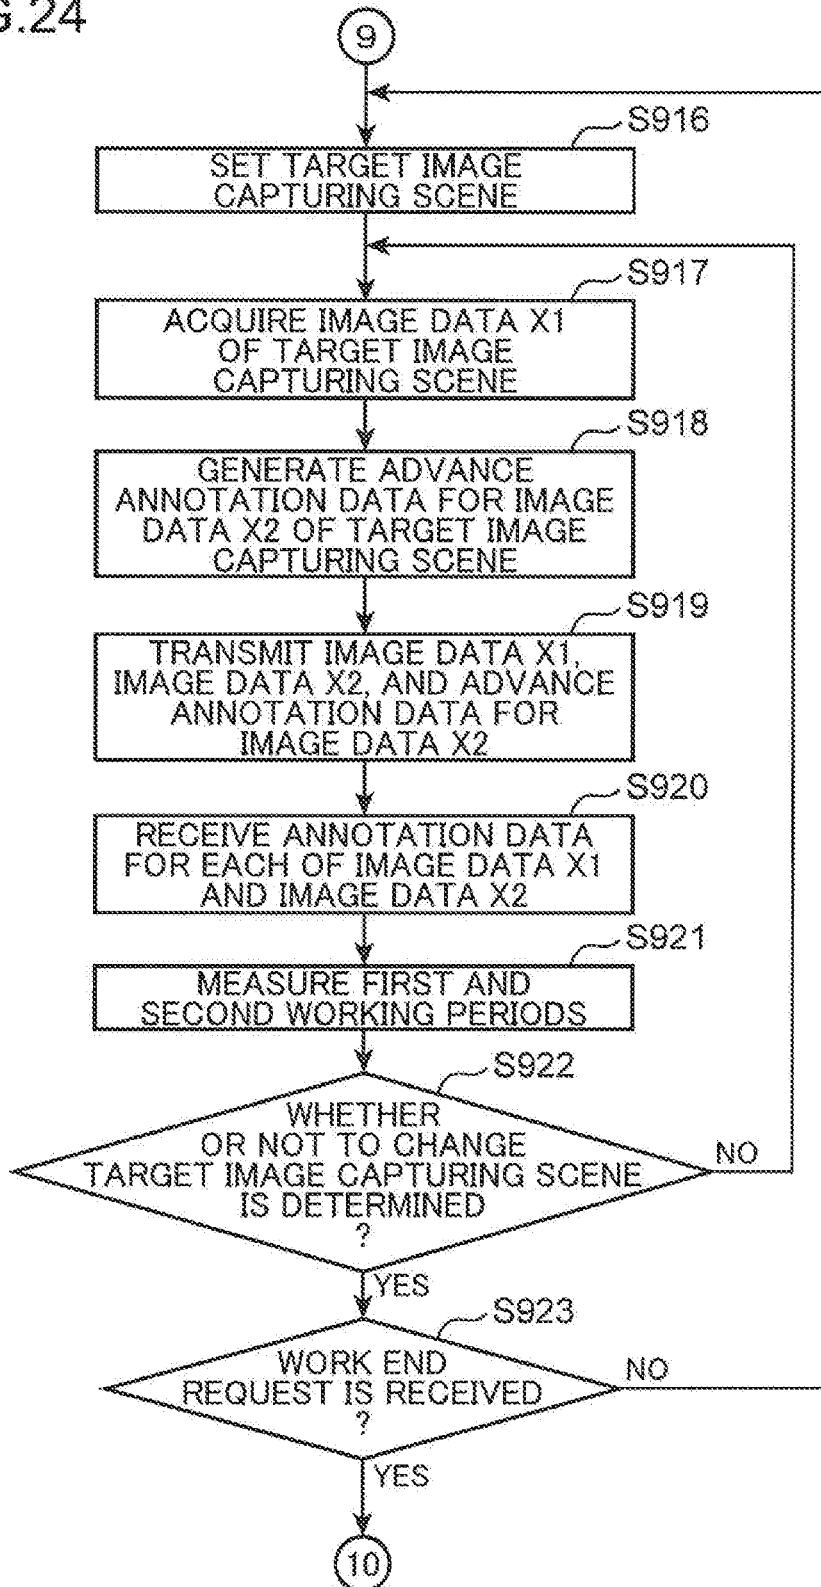 G.24
9
S916
SET TARGET IMAGE
CAPTURING SCENE
S917
ACQUIRE IMAGE DATA X1
OF TARGET IMAGE
CAPTURING SCENE
S918
GENERATE ADVANCE
ANNOTATION DATA FOR IMAGE
DATA X2 OF TARGET IMAGE
CAPTURING SCENE
S919
TRANSMIT IMAGE DATA X1,
IMAGE DATA X2, AND ADVANCE
ANNOTATION DATA FOR
IMAGE DATA X2
S920
RECEIVE ANNOTATION DATA
FOR EACH OF IMAGE DATA X1
AND IMAGE DATA X2
S921
MEASURE FIRST AND
SECOND WORKING PERIODS
S922
WHETHER
OR NOT TO CHANGE
TARGET IMAGE CAPTURING SCENE
IS DETERMINED
?
NO
YES
S923
WORK END
REQUEST IS RECEIVED
?
NO
YES
10